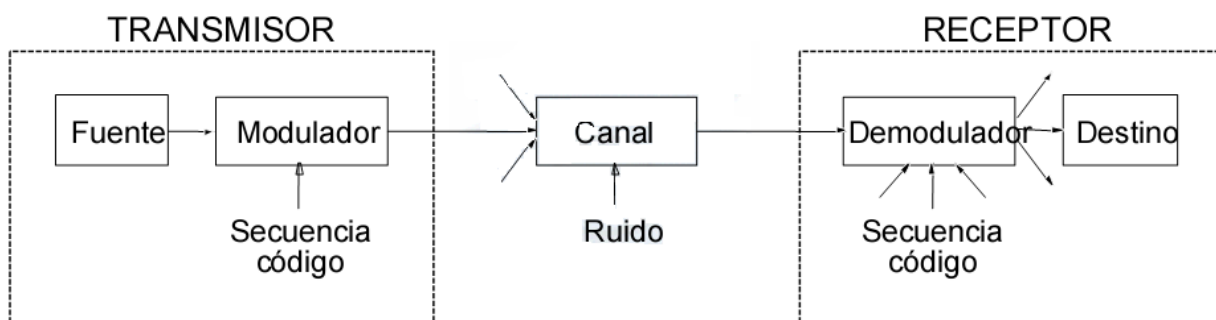 TRANSMISOR
RECEPTOR
Fuente
Modulador
Canal
Demodulador
Destino
Secuencia
código
Ruido
Secuencia
código